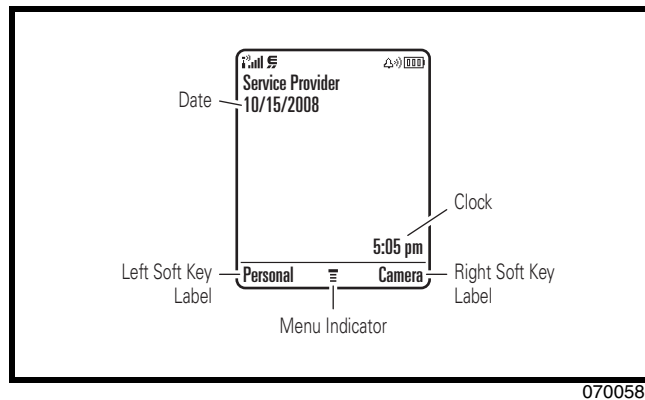 Service Provider
Date
10/15/2008
Clock
5:05 pm
Left Soft Key
Label
Personal
Camera
Right Soft Key
Label
Menu Indicator
070058